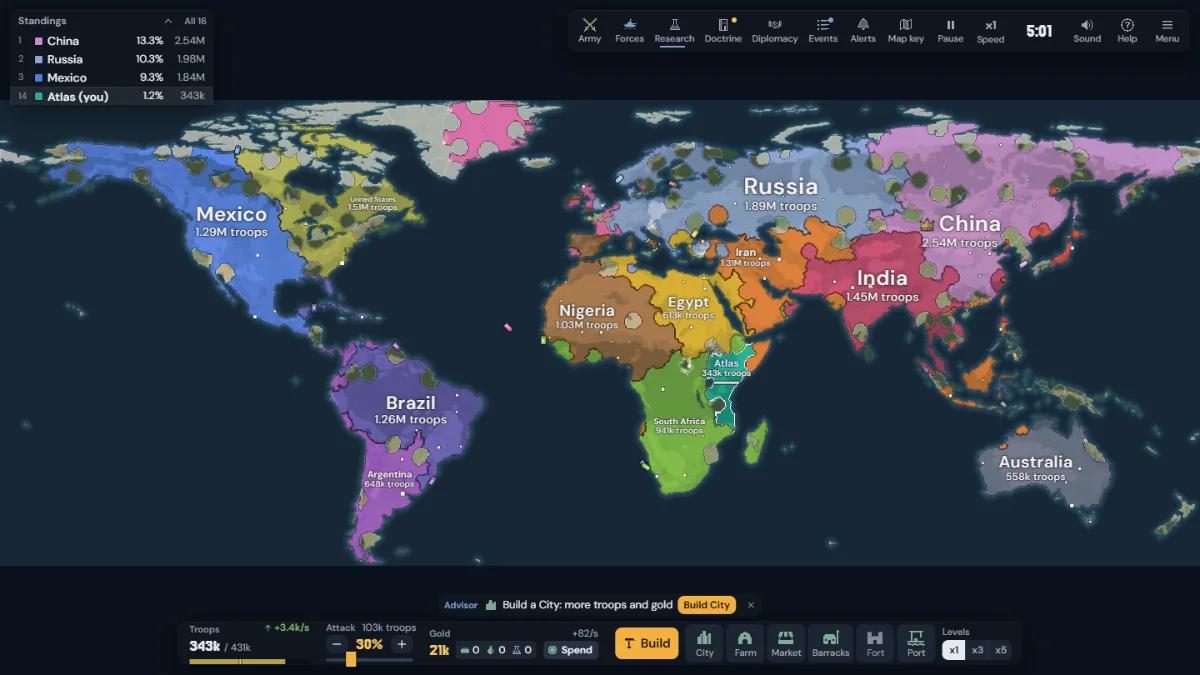 Standings All 16
1 China 13.3% 2.54M
2 Russia 10.3% 1.98M
3 Mexico 9.3% 1.84M
14 Atlas (you) 1.2% 343k
Army Forces Research Doctrine Diplomacy Events Alerts Map key Pause x1 Speed 5:01 Sound Help Menu
Mexico
1.29M troops
United States
1.51M troops
Russia
1.89M troops
China
2.54M troops
Iran
1.31M troops
India
1.45M troops
Egypt
613k troops
Nigeria
1.03M troops
Atlas
343k troops
Brazil
1.26M troops
South Africa
941k troops
Argentina
648k troops
Australia
558k troops
Advisor Build a City: more troops and gold Build City ×
Troops +3.4k/s
343k / 431k
Attack 103k troops
− 30% +
Gold +82/s
21k 0 0 0 Spend
Build
City Farm Market Barracks Fort Port
Levels
x1 x3 x5